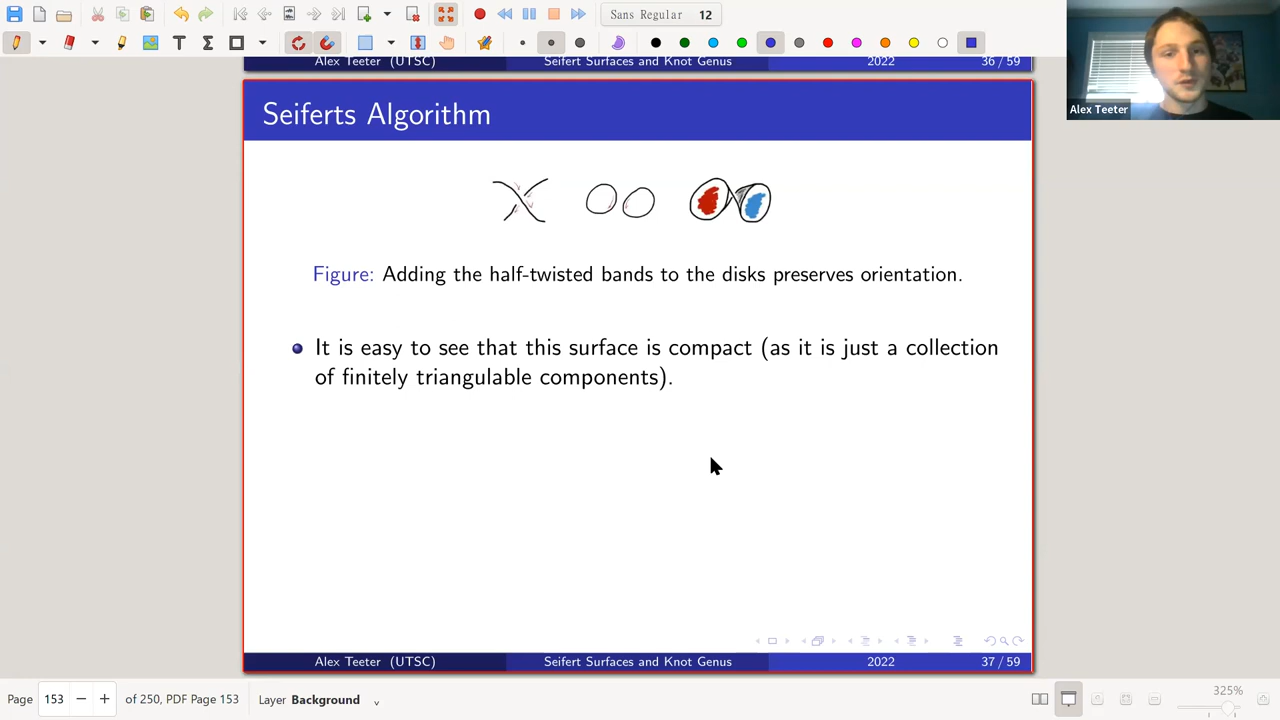 Sans Regular 12
Alex Teeter (UTSC) Seifert Surfaces and Knot Genus 2022 36 / 59
Alex Teeter
Seiferts Algorithm
Figure: Adding the half-twisted bands to the disks preserves orientation.
It is easy to see that this surface is compact (as it is just a collection
of finitely triangulable components).
Alex Teeter (UTSC) Seifert Surfaces and Knot Genus 2022 37 / 59
Page 153 of 250, PDF Page 153 Layer Background 325%